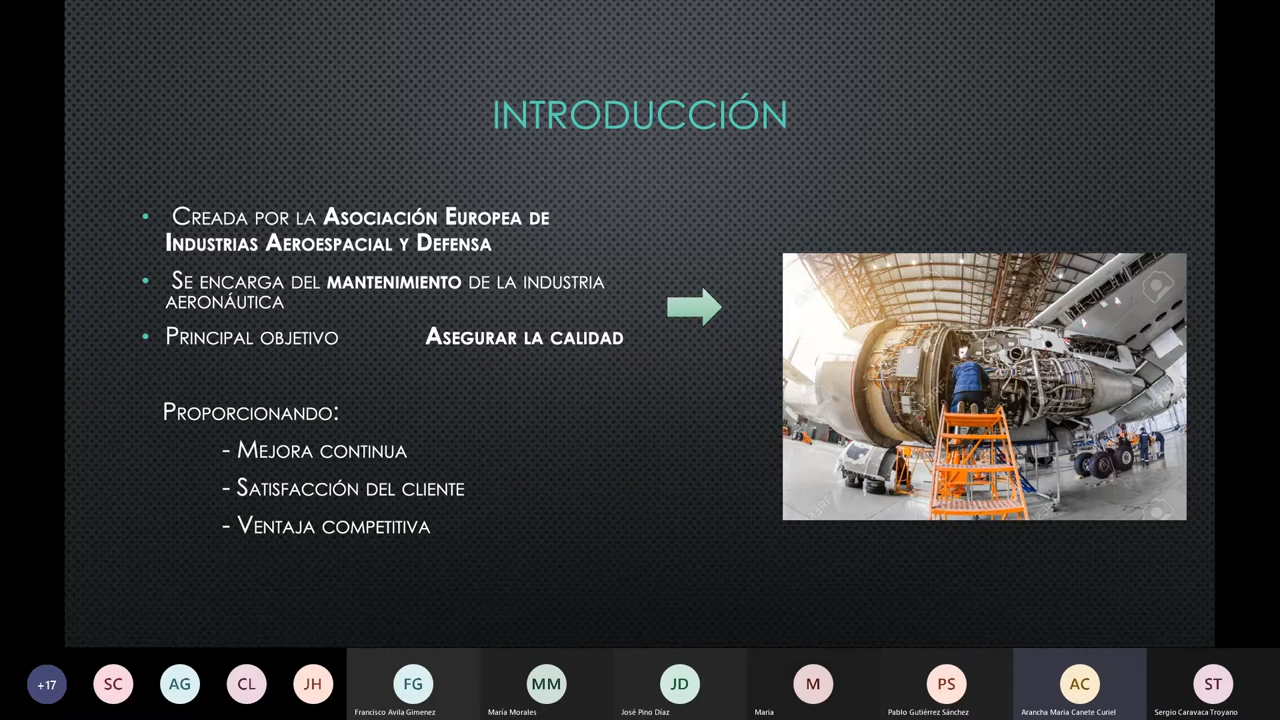 INTRODUCCIÓN
• Creada por la Asociación Europea de
Industrias Aeroespacial y Defensa
• Se encarga del mantenimiento de la industria
aeronáutica
• Principal objetivo Asegurar la calidad
Proporcionando:
- Mejora continua
- Satisfacción del cliente
- Ventaja competitiva
+17
SC
AG
CL
JH
FG
MM
JD
M
PS
AC
ST
Francisco Avila Gimenez
María Morales
José Pino Díaz
Maria
Pablo Gutiérrez Sánchez
Arancha Maria Canete Curiel
Sergio Caravaca Troyano